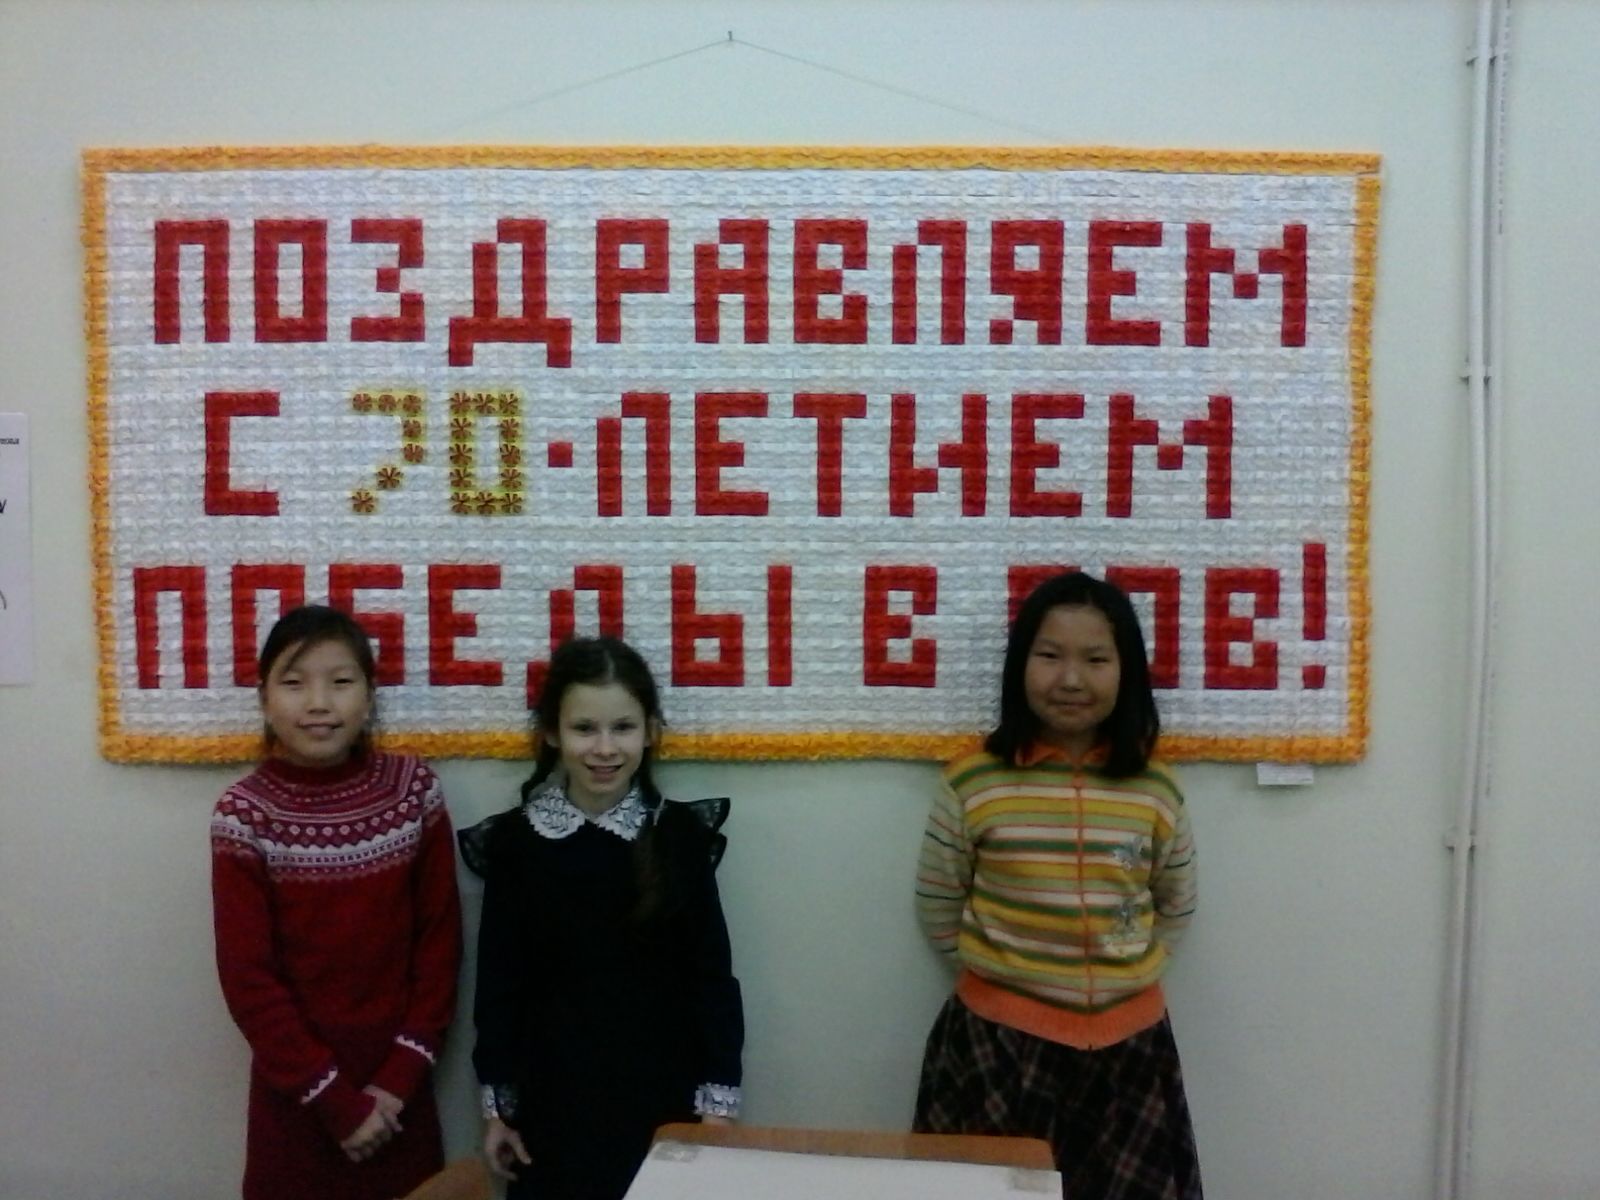 ПОЗДРАВЛЯЕМ
С 70-ЛЕТИЕМ
ПОБЕДЫ В ВОВ!